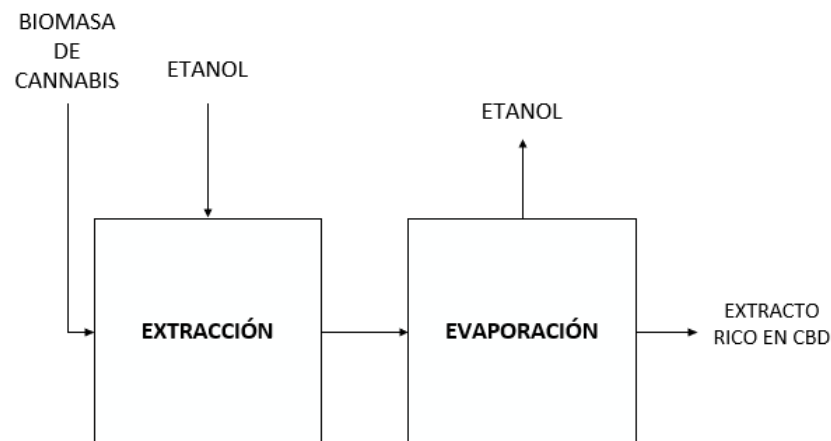 BIOMASA
DE
CANNABIS
ETANOL
ETANOL
EXTRACCIÓN
EVAPORACIÓN
EXTRACTO
RICO EN CBD